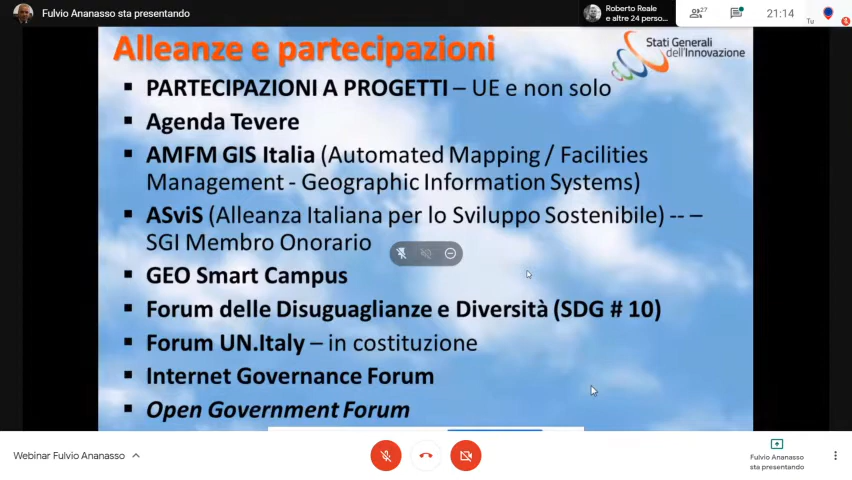 Fulvio Ananasso sta presentando
Roberto Reale
e altre 24 perso...
27
21:14
Tu
Alleanze e partecipazioni
Stati Generali
dell'Innovazione
▪ PARTECIPAZIONI A PROGETTI – UE e non solo
▪ Agenda Tevere
▪ AMFM GIS Italia (Automated Mapping / Facilities
Management - Geographic Information Systems)
▪ ASviS (Alleanza Italiana per lo Sviluppo Sostenibile) -- –
SGI Membro Onorario
▪ GEO Smart Campus
▪ Forum delle Disuguaglianze e Diversità (SDG # 10)
▪ Forum UN.Italy – in costituzione
▪ Internet Governance Forum
▪ Open Government Forum
Webinar Fulvio Ananasso
Fulvio Ananasso
sta presentando